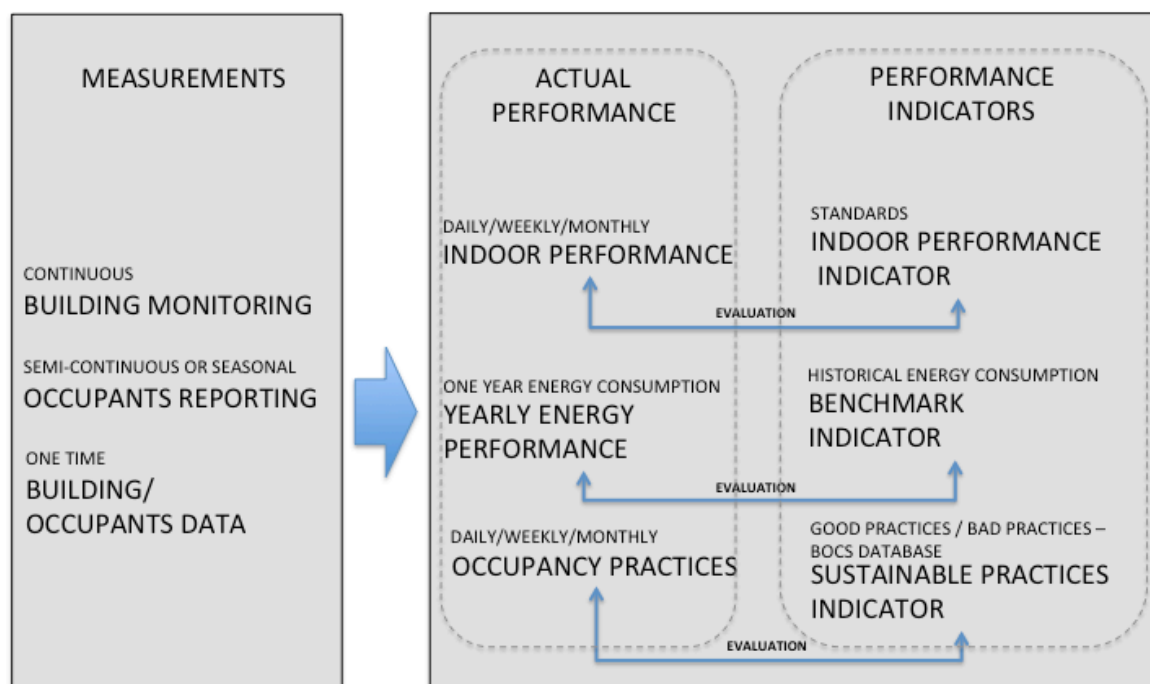 MEASUREMENTS
CONTINUOUS
BUILDING MONITORING
SEMI-CONTINUOUS OR SEASONAL
OCCUPANTS REPORTING
ONE TIME
BUILDING/
OCCUPANTS DATA
ACTUAL
PERFORMANCE
DAILY/WEEKLY/MONTHLY
INDOOR PERFORMANCE
ONE YEAR ENERGY CONSUMPTION
YEARLY ENERGY
PERFORMANCE
DAILY/WEEKLY/MONTHLY
OCCUPANCY PRACTICES
PERFORMANCE
INDICATORS
STANDARDS
INDOOR PERFORMANCE
INDICATOR
EVALUATION
HISTORICAL ENERGY CONSUMPTION
BENCHMARK
INDICATOR
EVALUATION
GOOD PRACTICES / BAD PRACTICES –
BOCS DATABASE
SUSTAINABLE PRACTICES
INDICATOR
EVALUATION